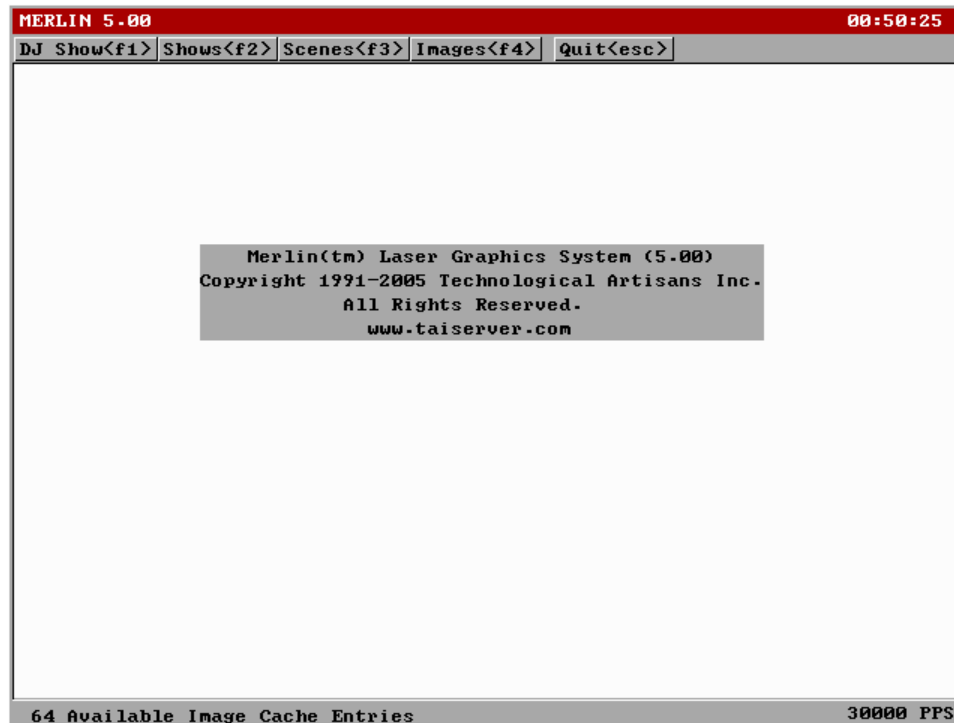 MERLIN 5.00 00:50:25
DJ Show<f1> Shows<f2> Scenes<f3> Images<f4> Quit<esc>
Merlin(tm) Laser Graphics System (5.00)
Copyright 1991-2005 Technological Artisans Inc.
All Rights Reserved.
www.taiserver.com
64 Available Image Cache Entries 30000 PPS